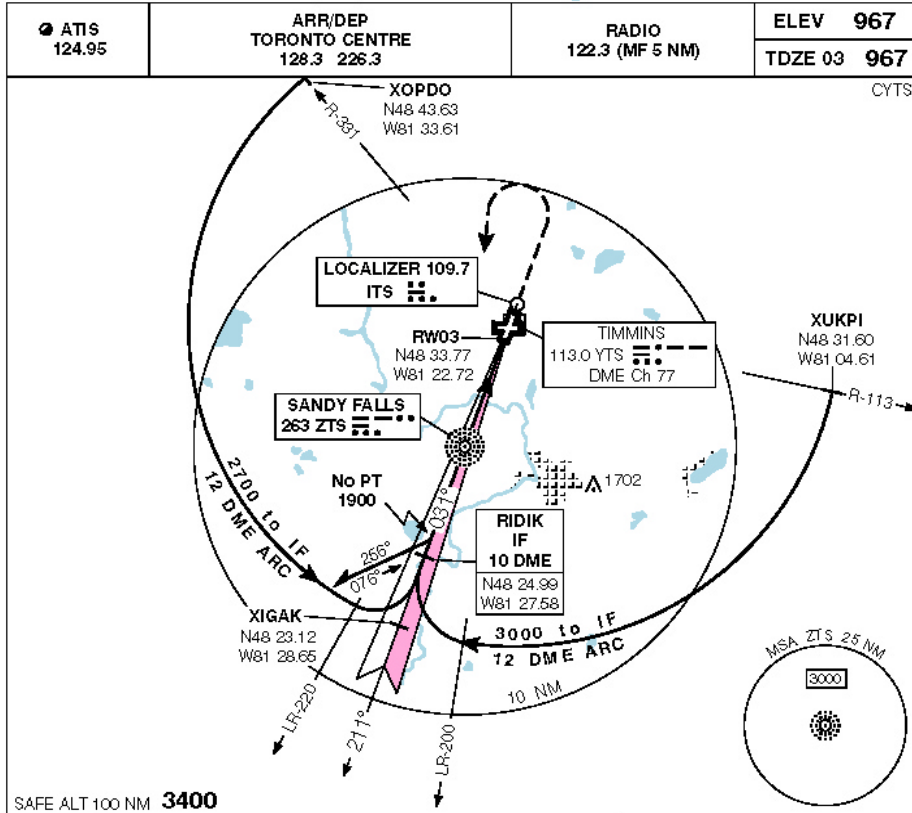 ATIS
124.95
ARR/DEP
TORONTO CENTRE
128.3 226.3
RADIO
122.3 (MF 5 NM)
ELEV 967
TDZE 03 967
CYTS
XOPDO
N48 43.63
W81 33.61
R-331
LOCALIZER 109.7
ITS
RW03
N48 33.77
W81 22.72
TIMMINS
113.0 YTS
DME Ch 77
XUKPI
N48 31.60
W81 04.61
R-113
SANDY FALLS
263 ZTS
1702
No PT
1900
031°
2700 to IF
12 DME ARC
256°
076°
RIDIK
IF
10 DME
N48 24.99
W81 27.58
XIGAK
N48 23.12
W81 28.65
3000 to IF
12 DME ARC
10 NM
LR-220
211°
LR-200
MSA ZTS 25 NM
3000
SAFE ALT 100 NM 3400